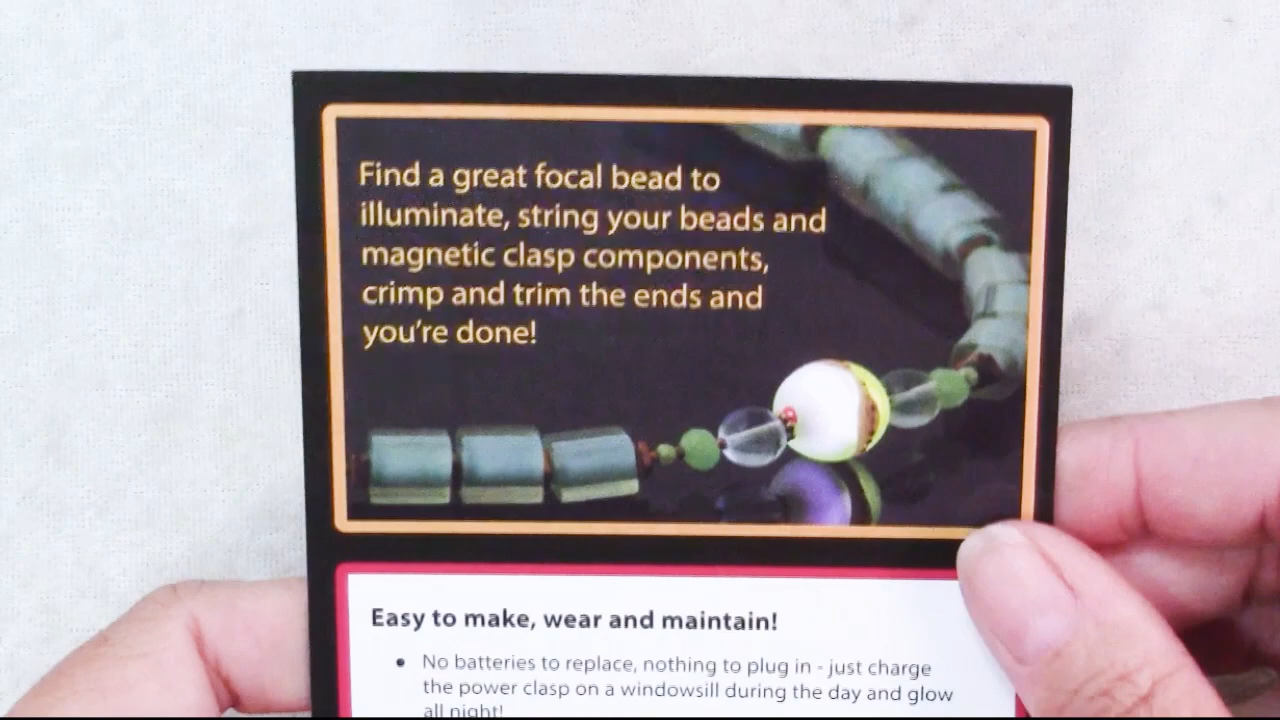 Find a great focal bead to
illuminate, string your beads and
magnetic clasp components,
crimp and trim the ends and
you're done!
Easy to make, wear and maintain!
• No batteries to replace, nothing to plug in - just charge
the power clasp on a windowsill during the day and glow
all night!